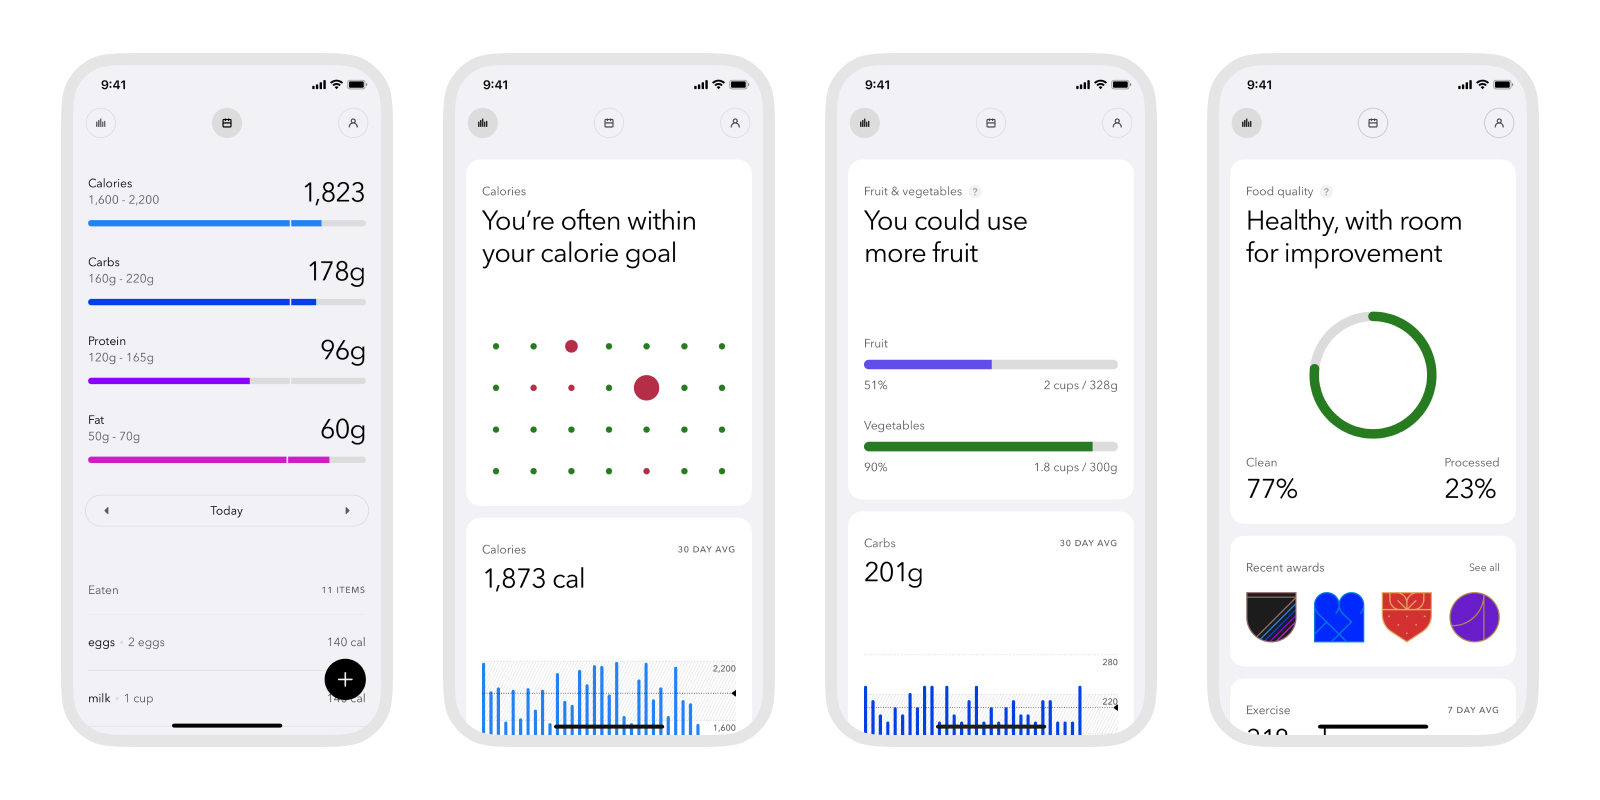 9:41
Calories
1,600 - 2,200
1,823
Carbs
160g - 220g
178g
Protein
120g - 165g
96g
Fat
50g - 70g
60g
Today
Eaten
11 ITEMS
eggs • 2 eggs
140 cal
milk • 1 cup
cal
9:41
Calories
You're often within
your calorie goal
Calories
30 DAY AVG
1,873 cal
2,200
1,600
9:41
Fruit & vegetables ?
You could use
more fruit
Fruit
51%
2 cups / 328g
Vegetables
90%
1.8 cups / 300g
Carbs
30 DAY AVG
201g
280
220
9:41
Food quality ?
Healthy, with room
for improvement
Clean
77%
Processed
23%
Recent awards
See all
Exercise
7 DAY AVG